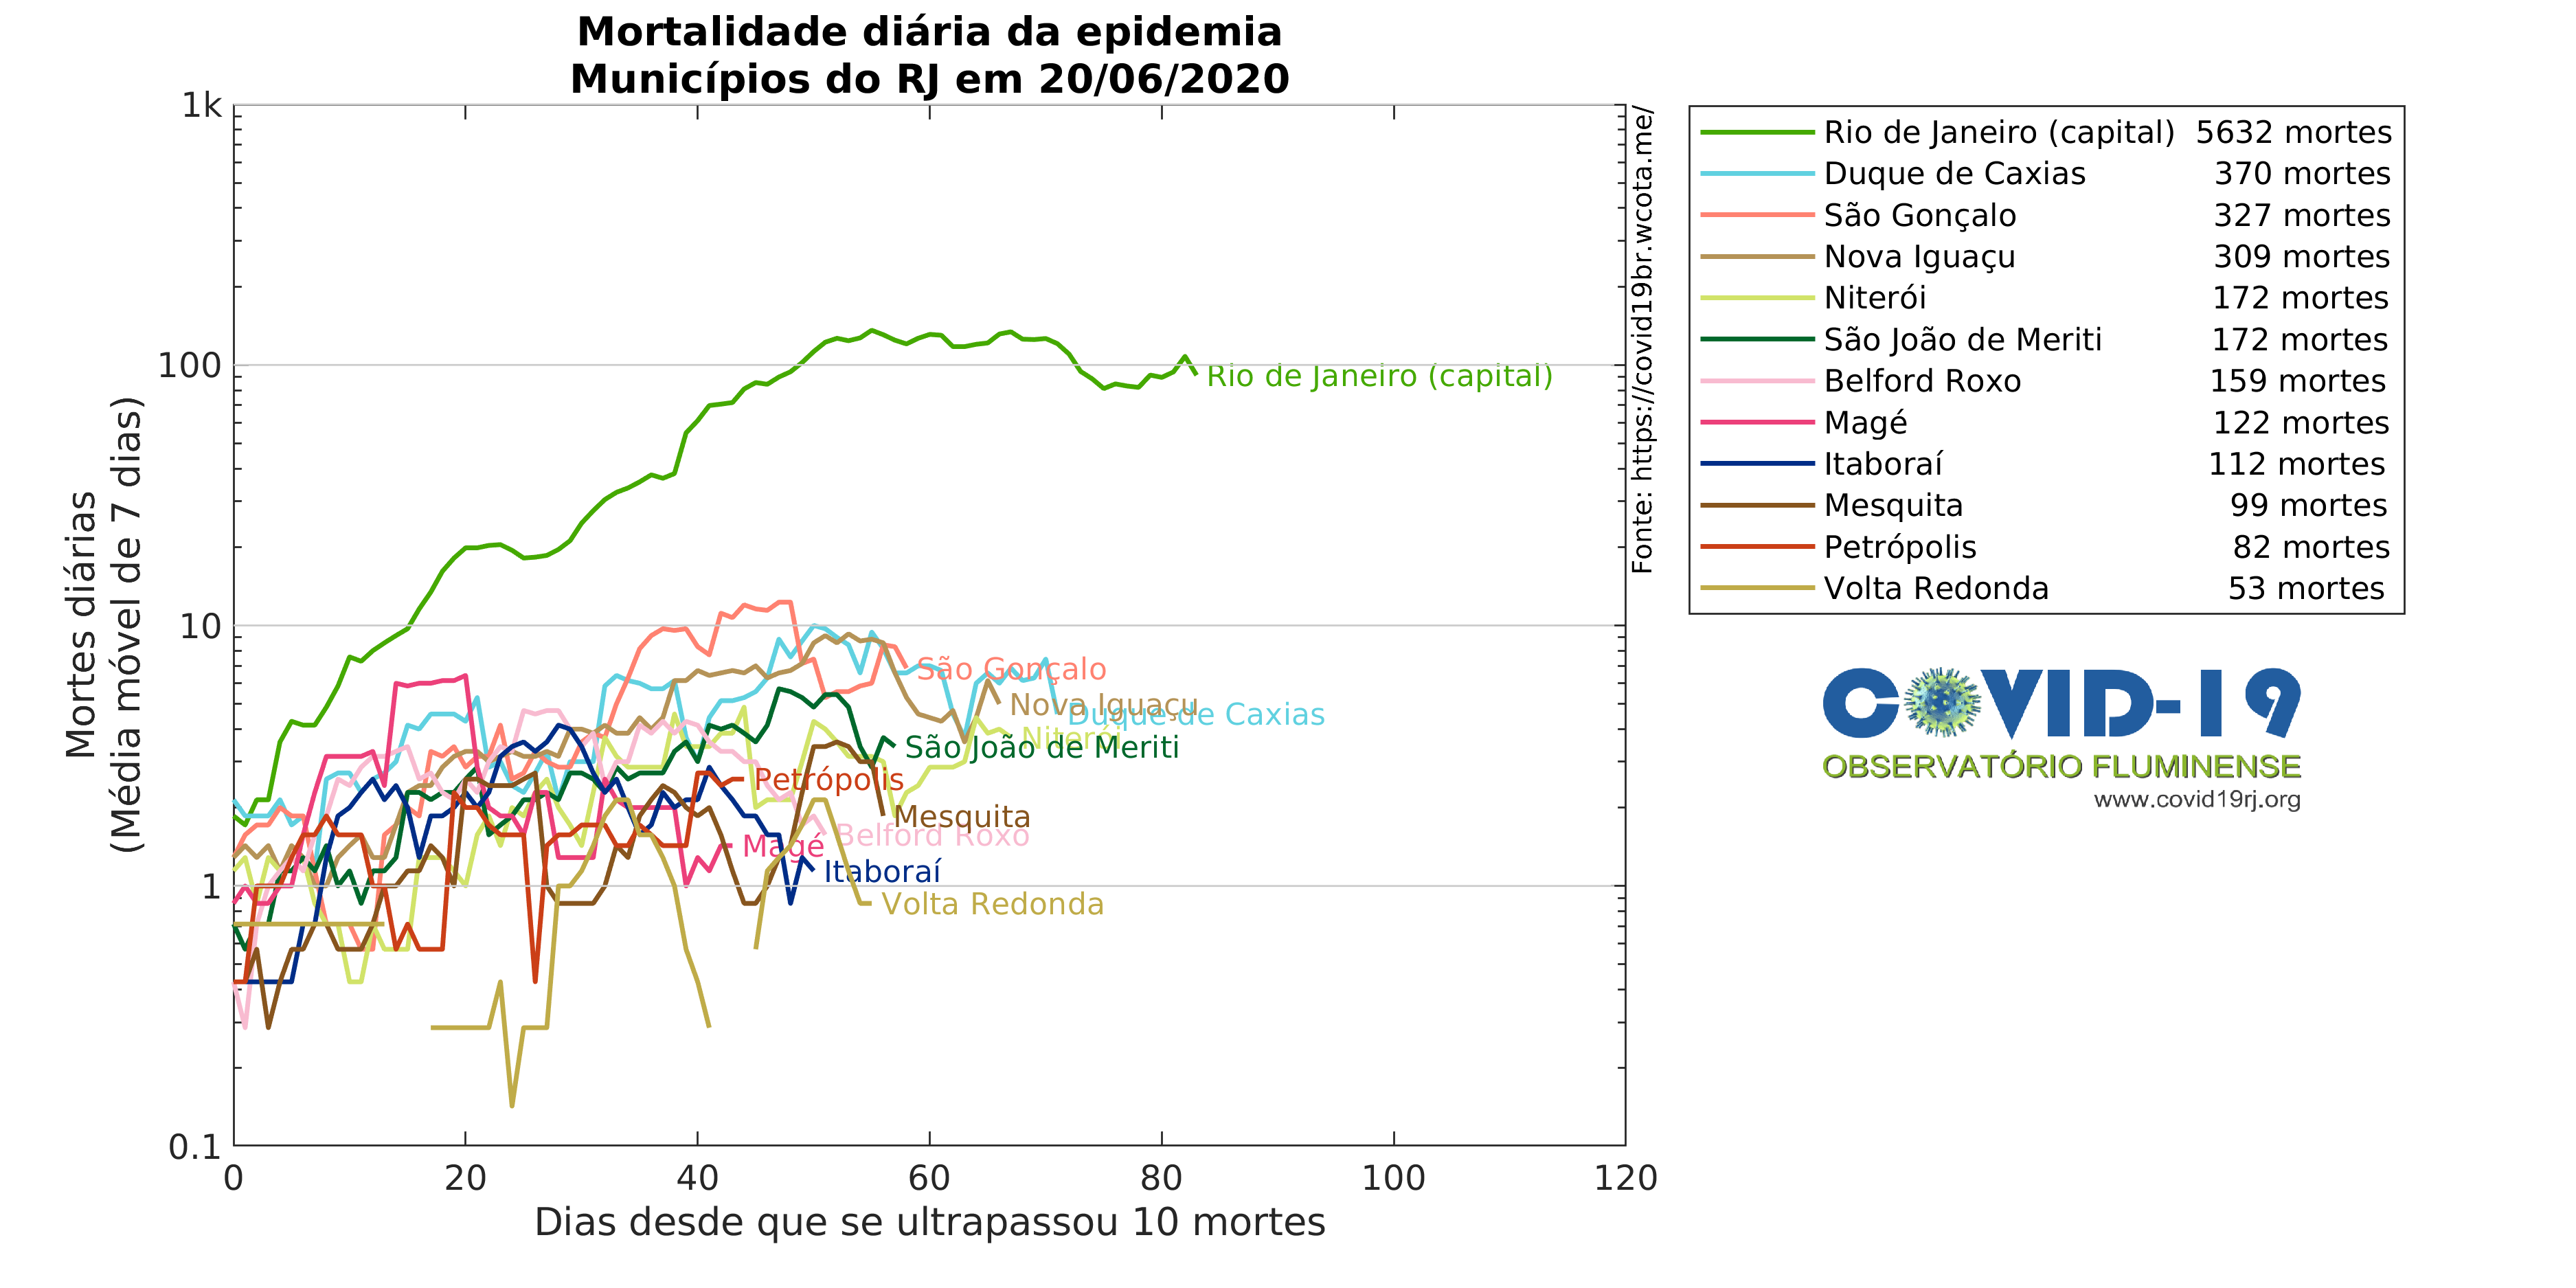 Mortalidade diária da epidemia
Municípios do RJ em 20/06/2020
Mortes diárias
(Média móvel de 7 dias)
1k
100
10
1
0.1
0
20
40
60
80
100
120
Dias desde que se ultrapassou 10 mortes
Rio de Janeiro (capital)
São Gonçalo
Nova Iguaçu
Duque de Caxias
Niterói
São João de Meriti
Petrópolis
Mesquita
Belford Roxo
Magé
Itaboraí
Volta Redonda
Fonte: https://covid19br.wcota.me/
Rio de Janeiro (capital) 5632 mortes
Duque de Caxias 370 mortes
São Gonçalo 327 mortes
Nova Iguaçu 309 mortes
Niterói 172 mortes
São João de Meriti 172 mortes
Belford Roxo 159 mortes
Magé 122 mortes
Itaboraí 112 mortes
Mesquita 99 mortes
Petrópolis 82 mortes
Volta Redonda 53 mortes
COVID-19
OBSERVATÓRIO FLUMINENSE
www.covid19rj.org